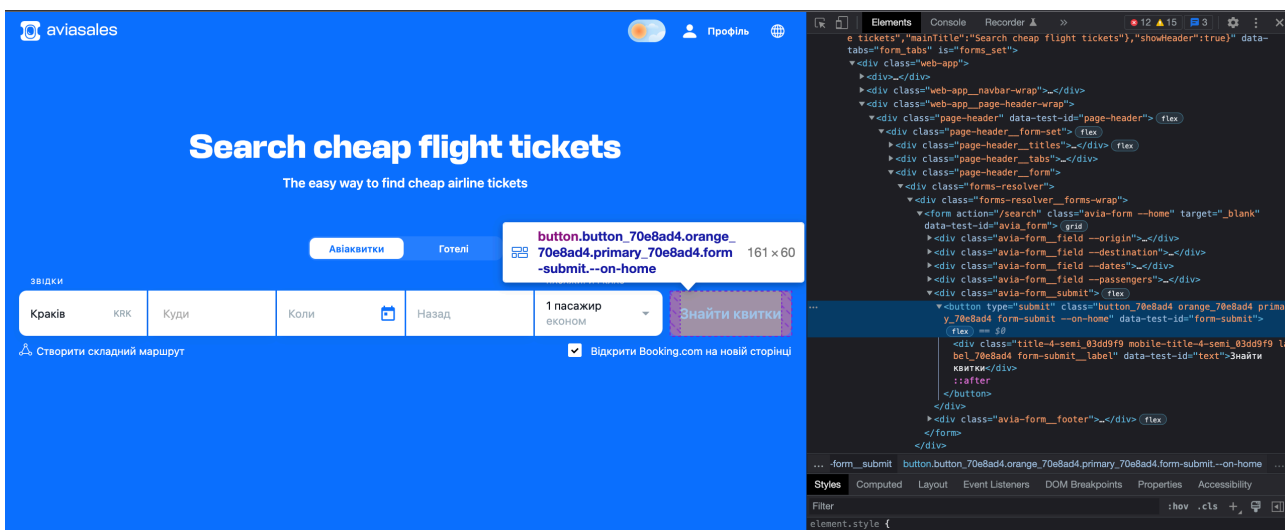 aviasales
Профіль
Search cheap flight tickets
The easy way to find cheap airline tickets
Авіаквитки
Готелі
button.button_70e8ad4.orange_
70e8ad4.primary_70e8ad4.form
-submit.--on-home
161 × 60
ЗВІДКИ
Краків KRK
Куди
Коли
Назад
1 пасажир
економ
Знайти квитки
Створити складний маршрут
Відкрити Booking.com на новій сторінці
Elements
Console
Recorder
»
12 15 3
e tickets","mainTitle":"Search cheap flight tickets"},"showHeader":true}" data-
tabs="form_tabs" is="forms_set">
▼<div class="web-app">
▶<div>…</div>
▶<div class="web-app__navbar-wrap">…</div>
▼<div class="web-app__page-header-wrap">
▼<div class="page-header" data-test-id="page-header"> flex
▼<div class="page-header__form-set"> flex
▶<div class="page-header__titles">…</div> flex
▶<div class="page-header__tabs">…</div>
▼<div class="page-header__form">
▼<div class="forms-resolver">
▼<div class="forms-resolver__forms-wrap">
▼<form action="/search" class="avia-form --home" target="_blank"
data-test-id="avia_form"> grid
▶<div class="avia-form__field --origin">…</div>
▶<div class="avia-form__field --destination">…</div>
▶<div class="avia-form__field --dates">…</div>
▶<div class="avia-form__field --passengers">…</div>
▼<div class="avia-form__submit"> flex
… ▼<button type="submit" class="button_70e8ad4 orange_70e8ad4 prima
y_70e8ad4 form-submit --on-home" data-test-id="form-submit">
flex == $0
<div class="title-4-semi_03dd9f9 mobile-title-4-semi_03dd9f9 la
bel_70e8ad4 form-submit__label" data-test-id="text">Знайти
квитки</div>
::after
</button>
</div>
▶<div class="avia-form__footer">…</div> flex
</form>
</div>
… -form__submit button.button_70e8ad4.orange_70e8ad4.primary_70e8ad4.form-submit.--on-home …
Styles Computed Layout Event Listeners DOM Breakpoints Properties Accessibility
Filter :hov .cls +
element.style {